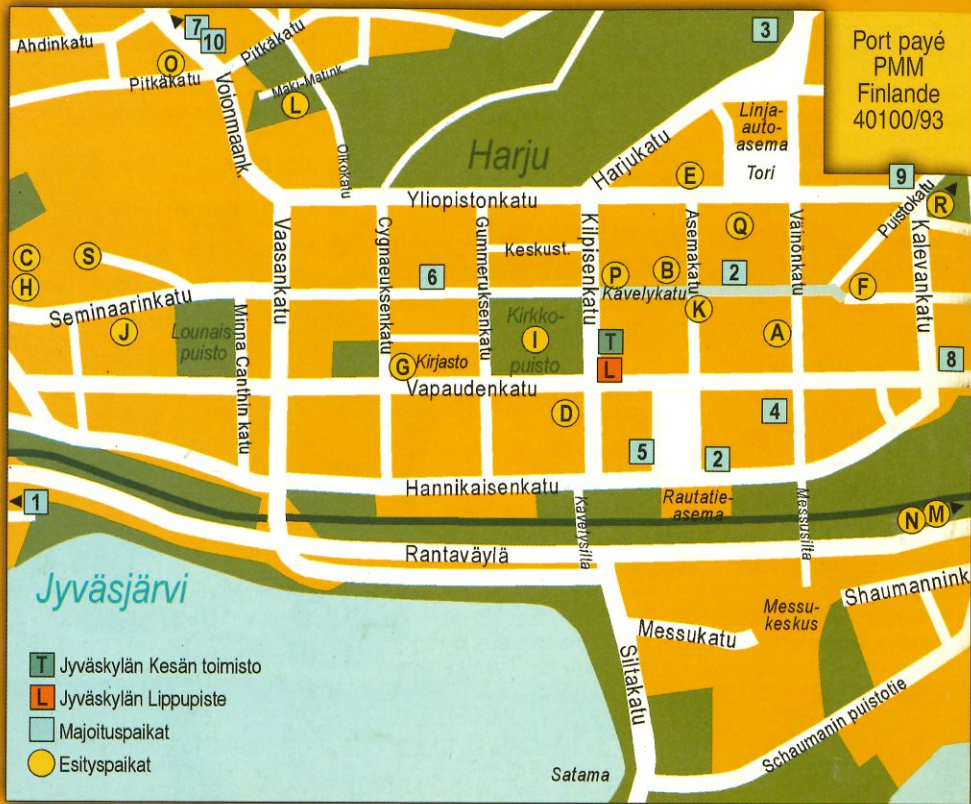 Ahdinkatu
7
10
Pitkäkatu
3
Port payé
PMM
Finlande
40100/93
O
Pitkäkatu
Mäki-Matink.
L
Voionmaank.
Oikokatu
Harju
Harjukatu
Linja-
auto-
asema
Tori
E
9
R
Yliopistonkatu
Puistokatu
Kalevankatu
Vaasankatu
Cygnaeuksenkatu
Gummeruksenkatu
Kilpisenkatu
Asemakatu
Väinönkatu
Q
Keskust.
C
S
H
6
P
B
2
F
Kävelykatu
K
Seminaarinkatu
J
Lounais-
puisto
Minna Canthin katu
Kirkko-
puisto
I
T
A
G
Kirjasto
L
8
Vapaudenkatu
D
4
5
2
Hannikaisenkatu
1
Kävelysilta
Rautatie-
asema
Messusilta
N
M
Rantaväylä
Jyväsjärvi
Messu-
keskus
Shaumannink
Messukatu
Siltakatu
Schaumanin puistotie
Satama
T Jyväskylän Kesän toimisto
L Jyväskylän Lippupiste
Majoituspaikat
Esityspaikat